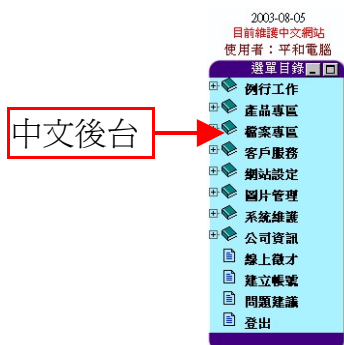 2003-08-05
目前維護中文網站
使用者：平和電腦
選單目錄
例行工作
產品專區
中文後台
檔案專區
客戶服務
網站設定
圖片管理
系統維護
公司資訊
線上徵才
建立帳號
問題建議
登出